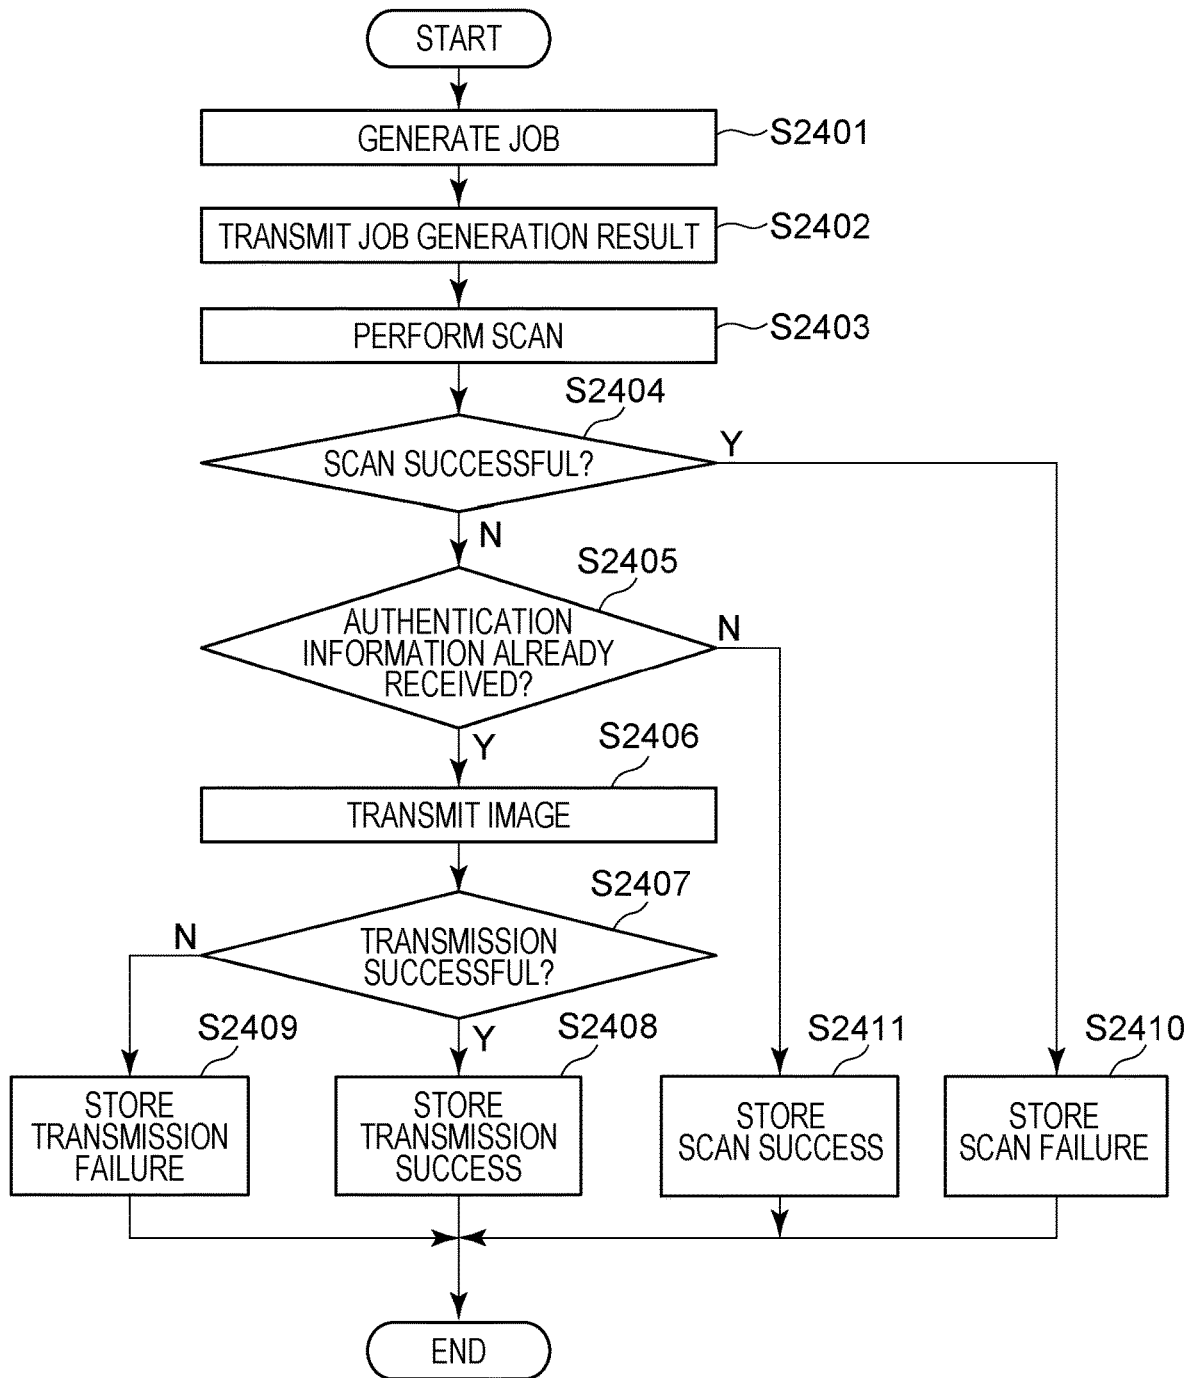 START
GENERATE JOB
S2401
TRANSMIT JOB GENERATION RESULT
S2402
PERFORM SCAN
S2403
S2404
SCAN SUCCESSFUL?
Y
N
S2405
AUTHENTICATION
INFORMATION ALREADY
RECEIVED?
N
Y
S2406
TRANSMIT IMAGE
S2407
TRANSMISSION
SUCCESSFUL?
N
Y
S2409
STORE
TRANSMISSION
FAILURE
S2408
STORE
TRANSMISSION
SUCCESS
S2411
STORE
SCAN SUCCESS
S2410
STORE
SCAN FAILURE
END